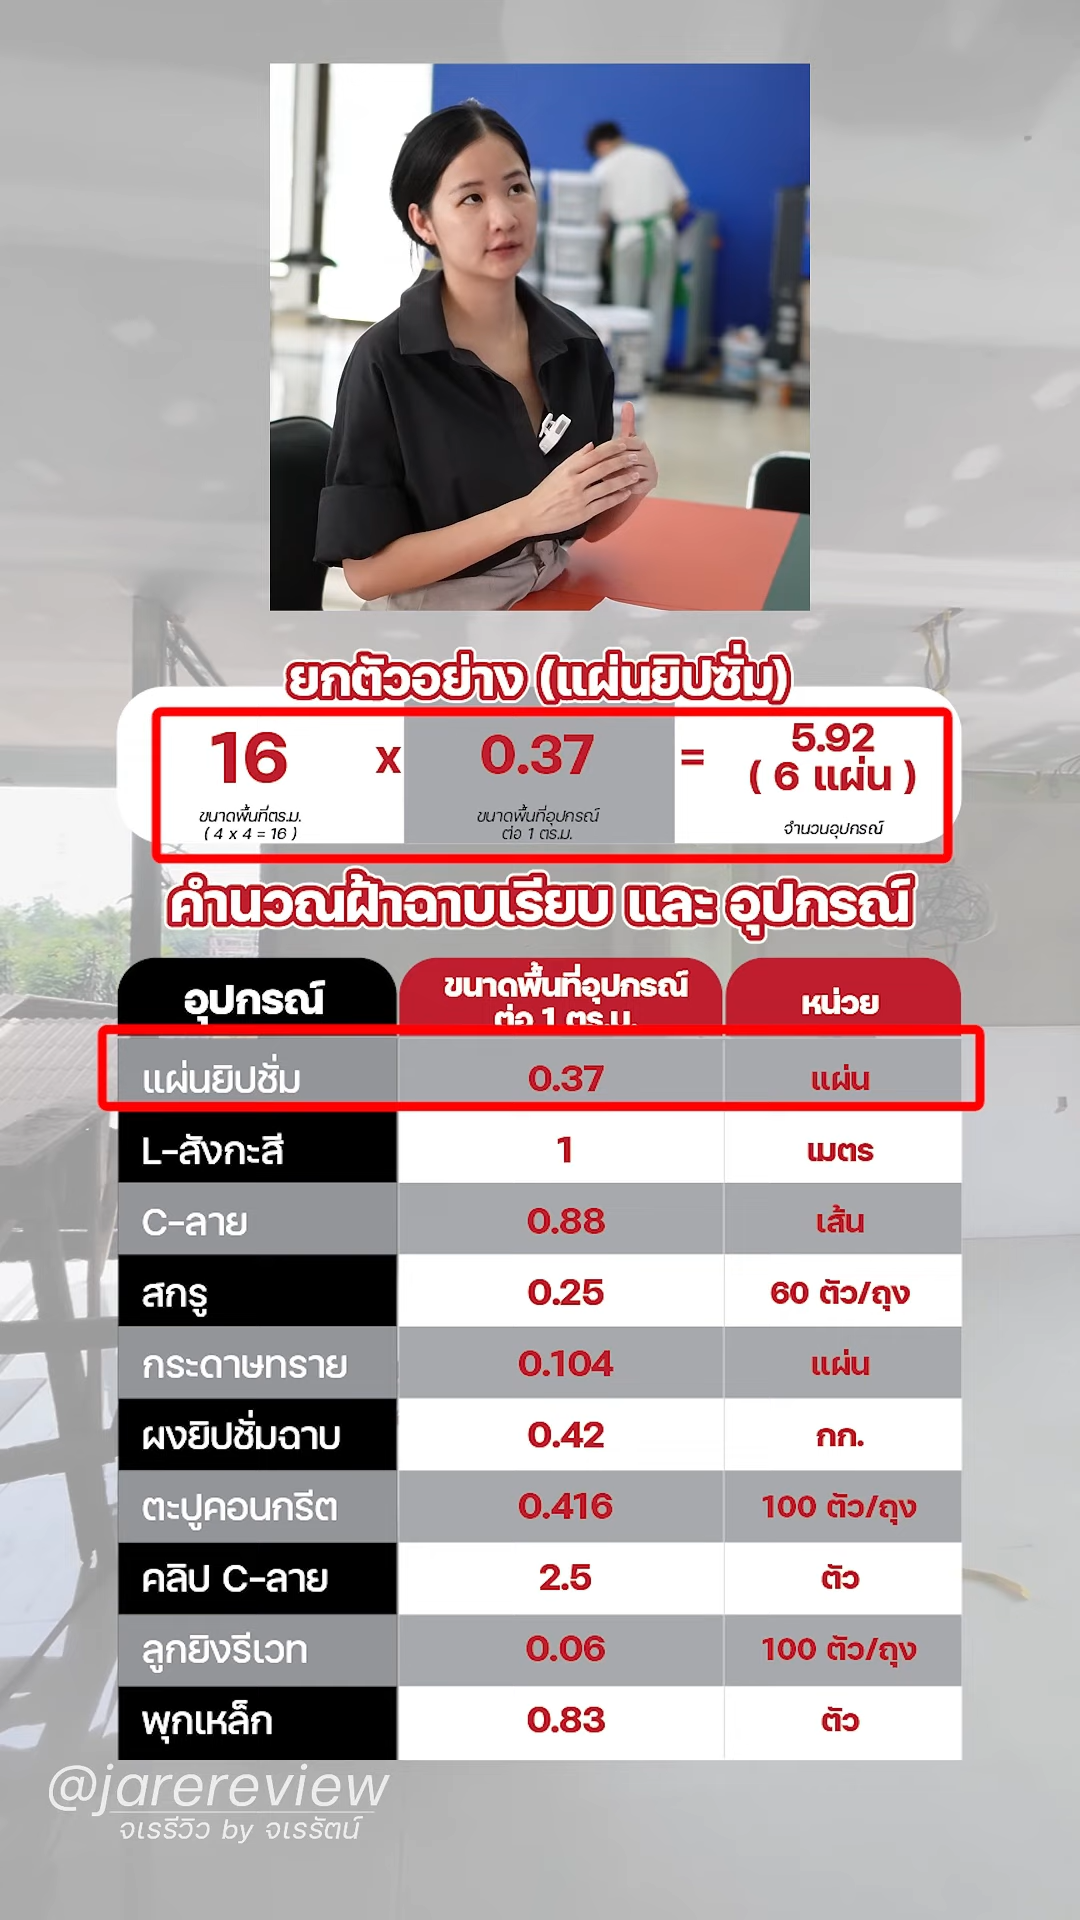 ยกตัวอย่าง (แผ่นยิปซั่ม)
16 x 0.37 = 5.92
( 6 แผ่น )
ขนาดพื้นที่ตร.ม.
( 4 x 4 = 16 )
ขนาดพื้นที่อุปกรณ์
ต่อ 1 ตร.ม.
จำนวนอุปกรณ์
คำนวณฝ้าฉาบเรียบ และ อุปกรณ์
อุปกรณ์ ขนาดพื้นที่อุปกรณ์ ต่อ 1 ตร.ม. หน่วย
แผ่นยิปซั่ม 0.37 แผ่น
L-สังกะสี 1 เมตร
C-ลาย 0.88 เส้น
สกรู 0.25 60 ตัว/ถุง
กระดาษทราย 0.104 แผ่น
ผงยิปซั่มฉาบ 0.42 กก.
ตะปูคอนกรีต 0.416 100 ตัว/ถุง
คลิป C-ลาย 2.5 ตัว
ลูกยิงรีเวท 0.06 100 ตัว/ถุง
พุกเหล็ก 0.83 ตัว
@jarereview
จเรรีวิว by จเรรัตน์